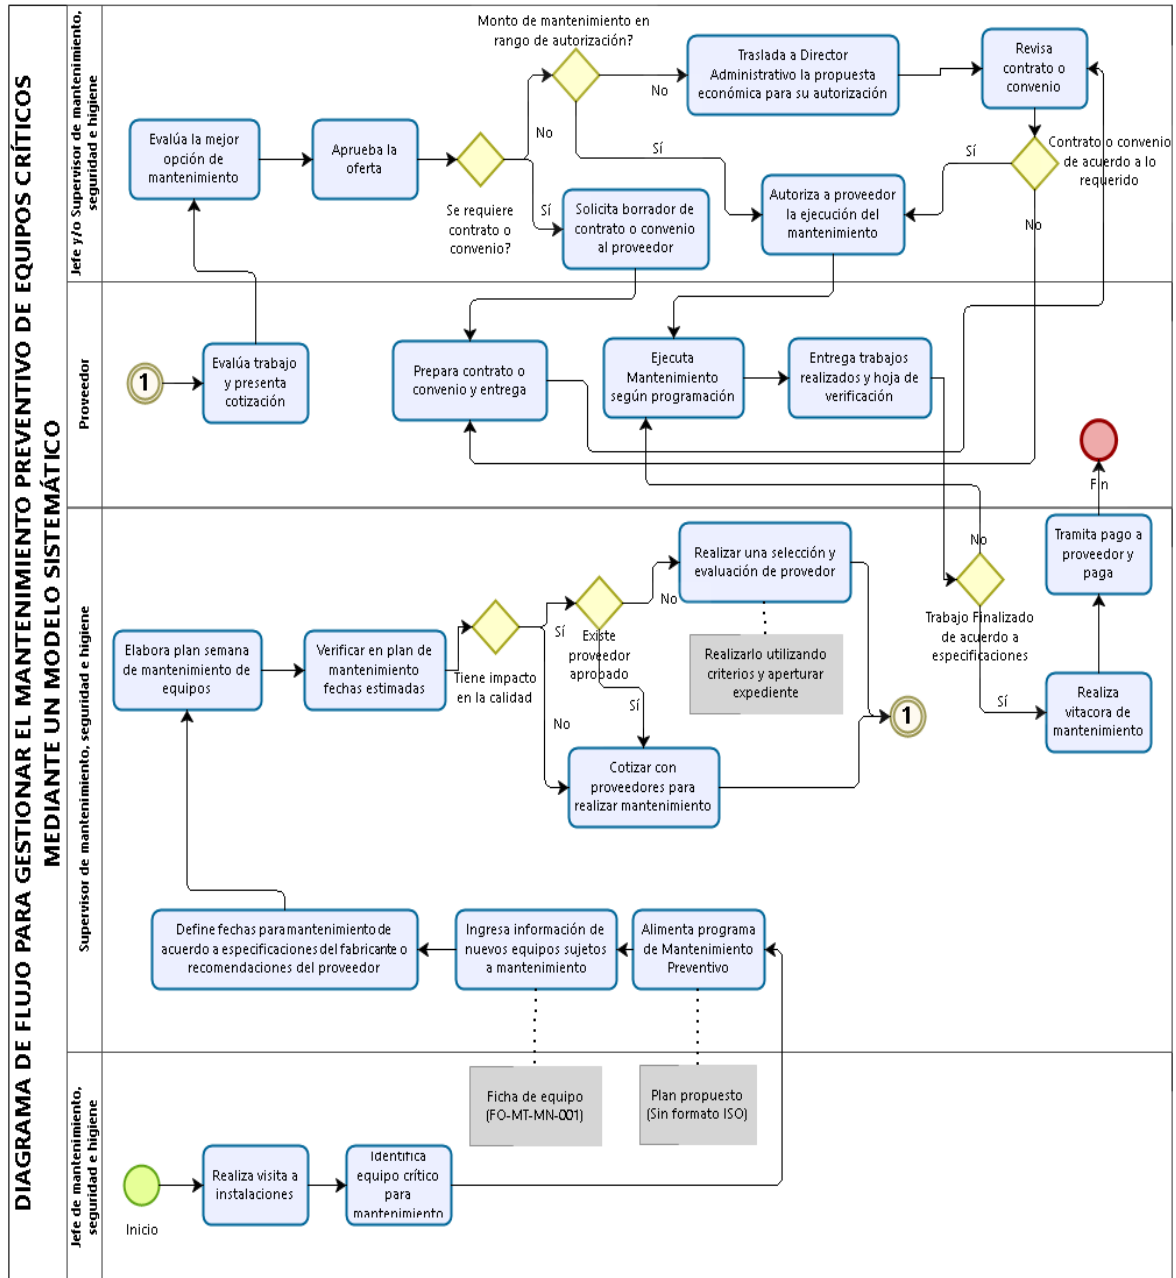 DIAGRAMA DE FLUJO PARA GESTIONAR EL MANTENIMIENTO PREVENTIVO DE EQUIPOS CRÍTICOS
MEDIANTE UN MODELO SISTEMÁTICO
Jefe y/o Supervisor de mantenimiento,
seguridad e higiene
Monto de mantenimiento en
rango de autorización?
No
Traslada a Director
Administrativo la propuesta
económica para su autorización
Revisa
contrato o
convenio
Evalúa la mejor
opción de
mantenimiento
Aprueba la
oferta
Se requiere
contrato o
convenio?
No
Sí
Sí
Solicita borrador de
contrato o convenio
al proveedor
Autoriza a proveedor
la ejecución del
mantenimiento
Sí
Contrato o convenio
de acuerdo a lo
requerido
No
Proveedor
1
Evalúa trabajo
y presenta
cotización
Prepara contrato o
convenio y entrega
Ejecuta
Mantenimiento
según programación
Entrega trabajos
realizados y hoja de
verificación
Fin
Supervisor de mantenimiento, seguridad e higiene
Elabora plan semana
de mantenimiento de
equipos
Verificar en plan de
mantenimiento
fechas estimadas
Tiene impacto
en la calidad
Sí
No
Existe
proveedor
aprobado
No
Sí
Realizar una selección y
evaluación de provedor
Realizarlo utilizando
criterios y aperturar
expediente
Cotizar con
proveedores para
realizar mantenimiento
1
No
Trabajo Finalizado
de acuerdo a
especificaciones
Sí
Tramita pago a
proveedor y
paga
Realiza
vitacora de
mantenimiento
Define fechas para mantenimiento de
acuerdo a especificaciones del fabricante o
recomendaciones del proveedor
Ingresa información de
nuevos equipos sujetos
a mantenimiento
Alimenta programa
de Mantenimiento
Preventivo
Jefe de mantenimiento,
seguridad e higiene
Ficha de equipo
(FO-MT-MN-001)
Plan propuesto
(Sin formato ISO)
Inicio
Realiza visita a
instalaciones
Identifica
equipo crítico
para
mantenimiento